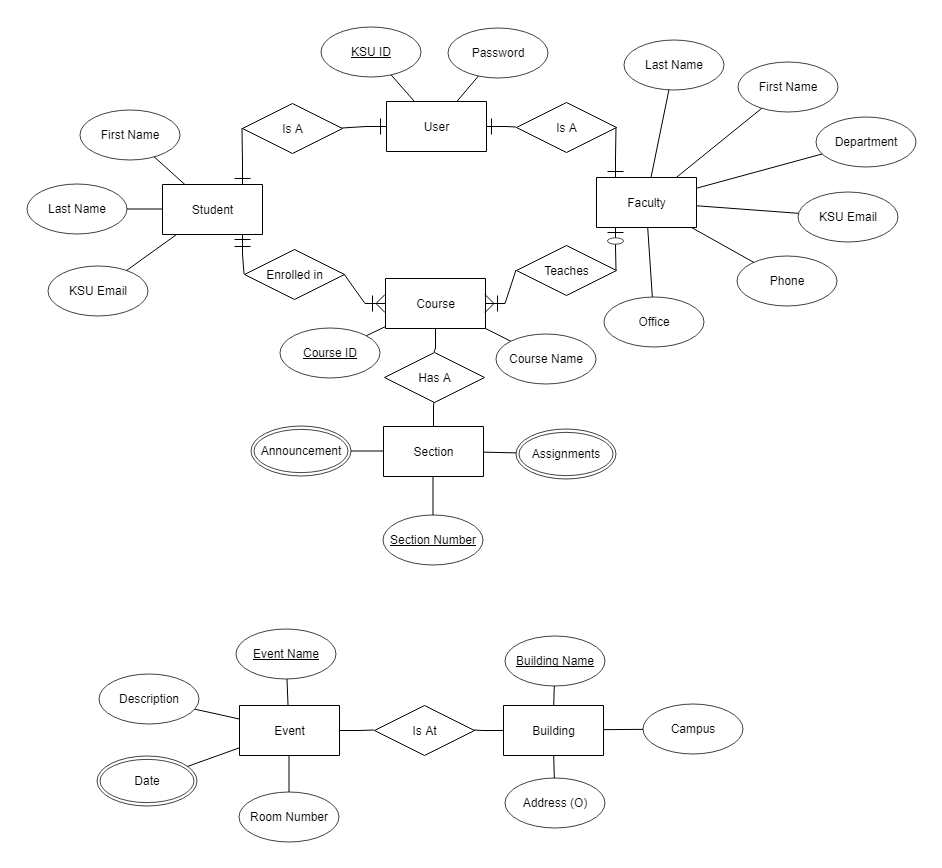 KSU ID
Password
Last Name
First Name
Is A
User
Is A
First Name
Department
Last Name
Student
Faculty
KSU Email
KSU Email
Enrolled in
Teaches
Phone
Course
Office
Course ID
Course Name
Has A
Announcement
Section
Assignments
Section Number
Event Name
Building Name
Description
Event
Is At
Building
Campus
Date
Room Number
Address (O)